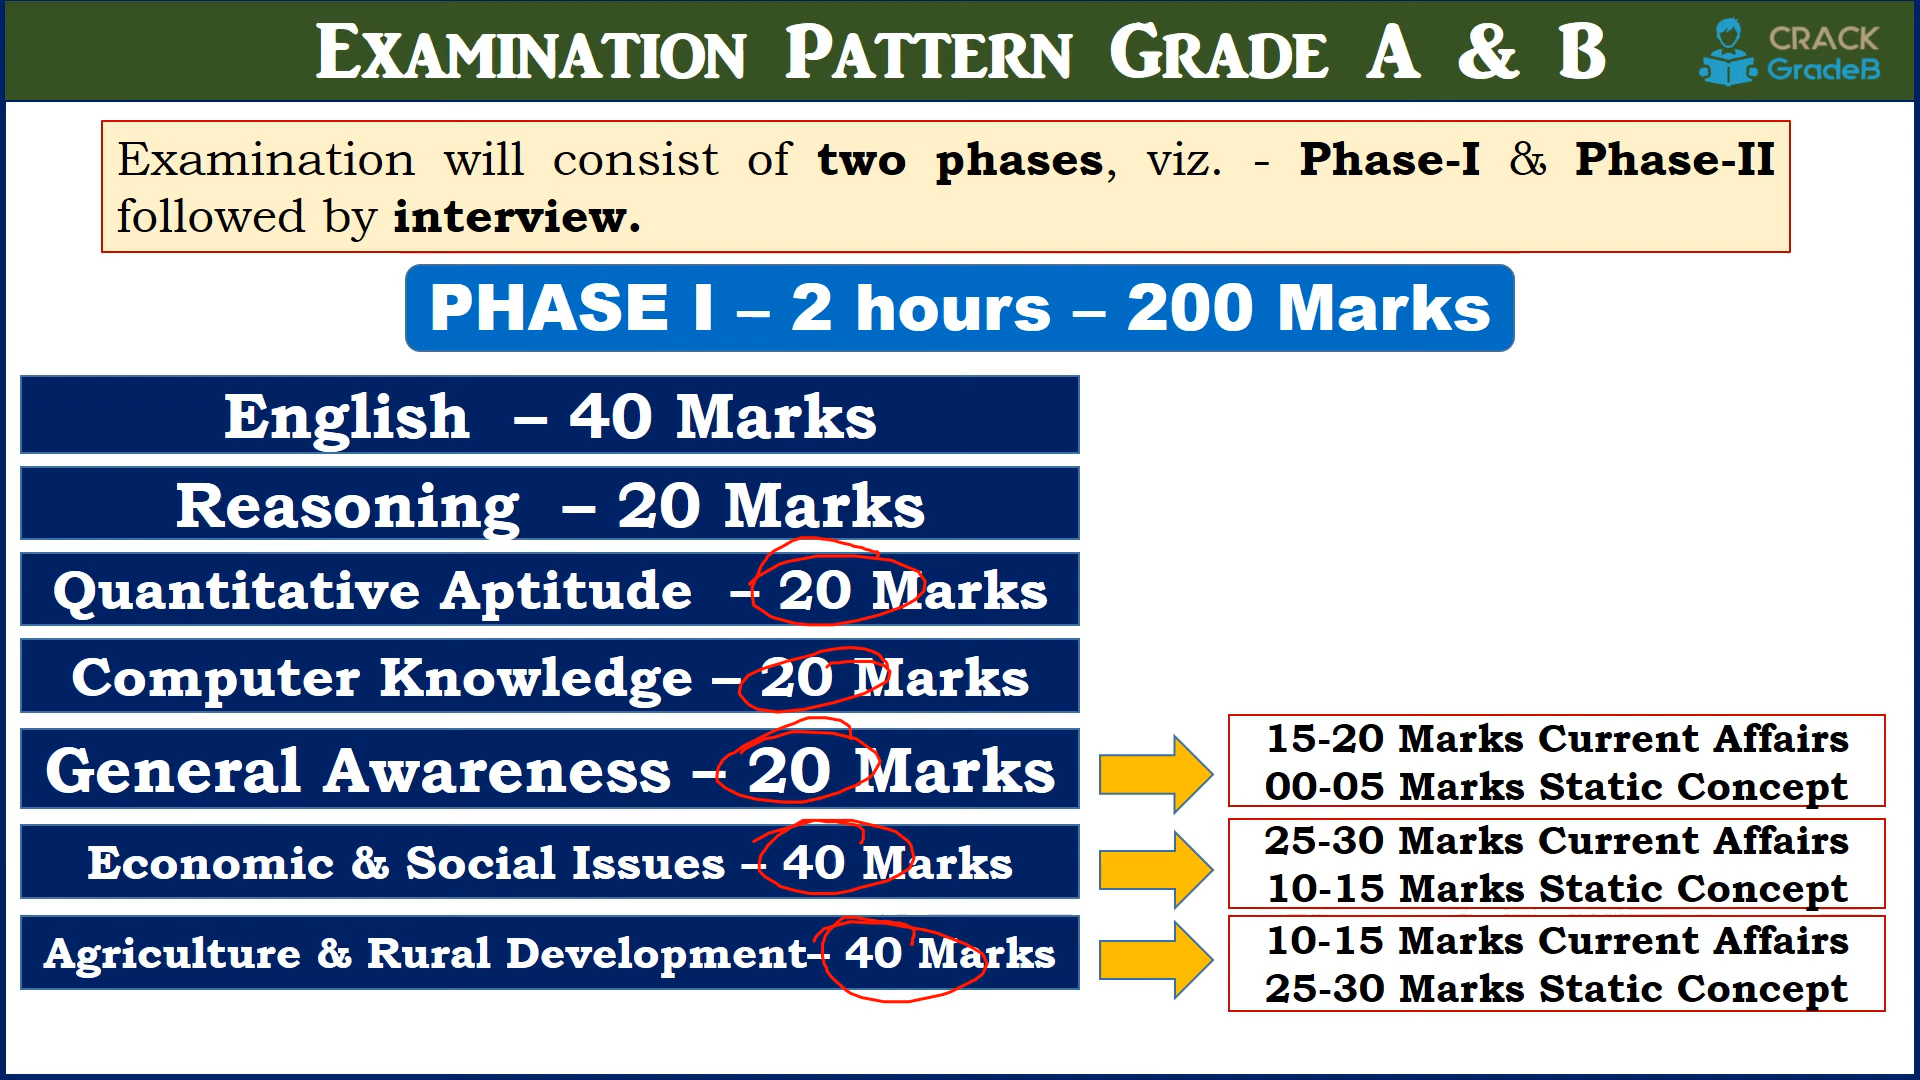 EXAMINATION PATTERN GRADE A & B
CRACK
GradeB
Examination will consist of two phases, viz. - Phase-I & Phase-II
followed by interview.
PHASE I – 2 hours – 200 Marks
English – 40 Marks
Reasoning – 20 Marks
Quantitative Aptitude – 20 Marks
Computer Knowledge – 20 Marks
General Awareness – 20 Marks
15-20 Marks Current Affairs
00-05 Marks Static Concept
Economic & Social Issues – 40 Marks
25-30 Marks Current Affairs
10-15 Marks Static Concept
Agriculture & Rural Development– 40 Marks
10-15 Marks Current Affairs
25-30 Marks Static Concept